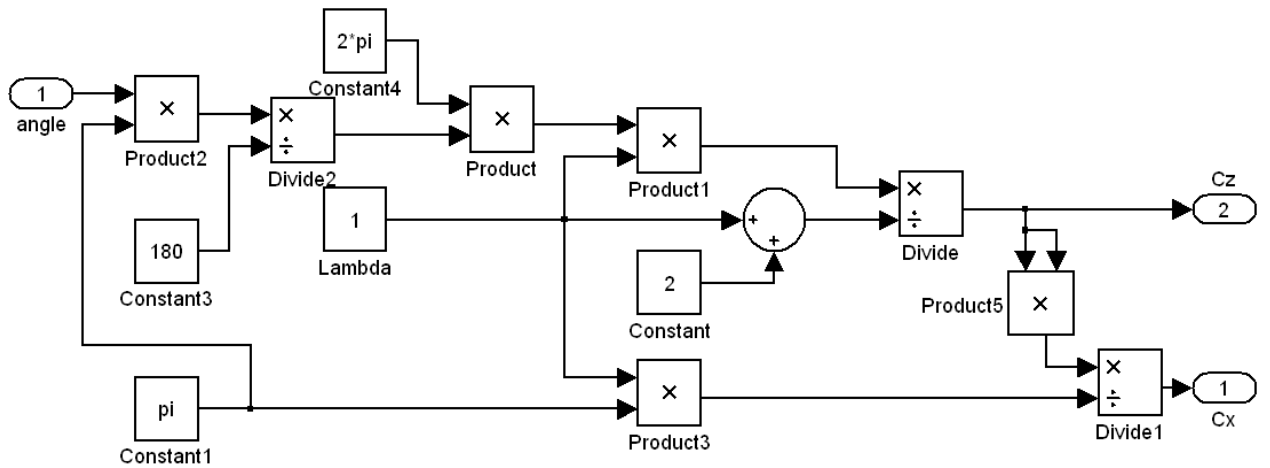 2*pi
Constant4
1
angle
×
Product2
×
÷
Divide2
×
Product
×
Product1
180
Constant3
1
Lambda
+
+
2
Constant
×
÷
Divide
Cz
2
×
Product5
pi
Constant1
×
Product3
×
÷
Divide1
1
Cx